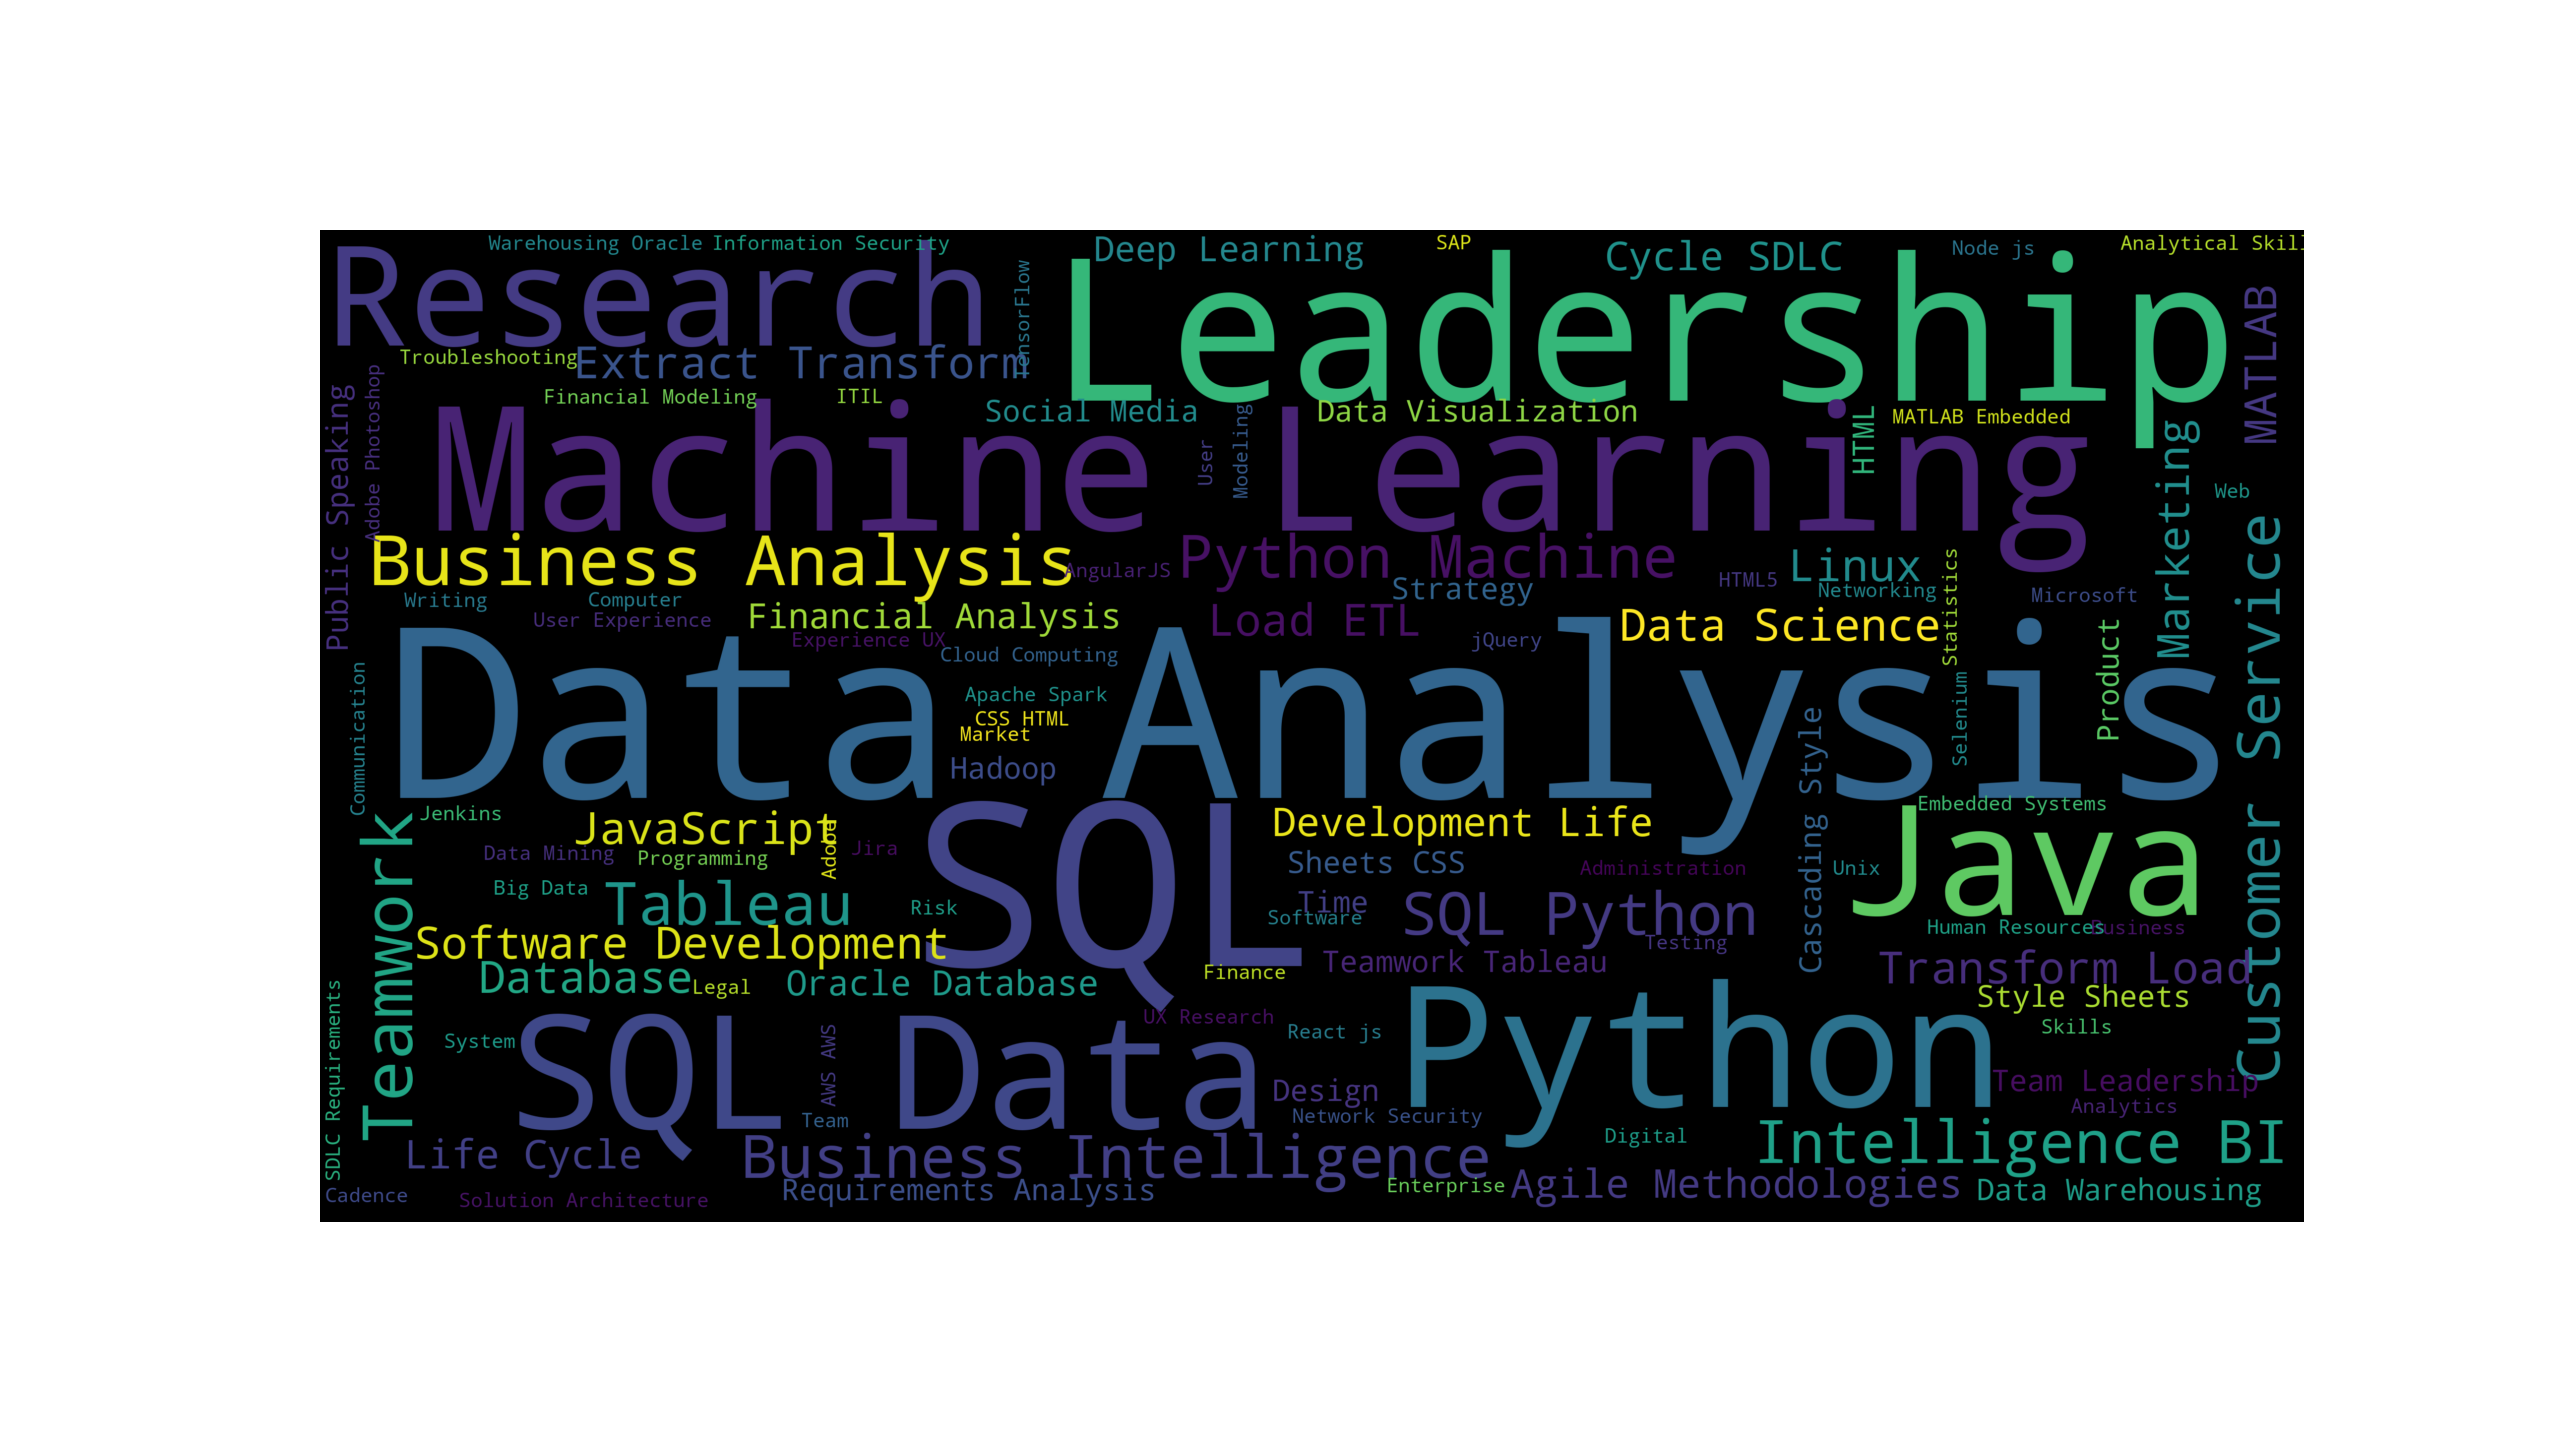 Warehousing Oracle
Information Security
Deep Learning
SAP
Cycle SDLC
Node js
Analytical Skill
Research
Leadership
TensorFlow
MATLAB
Troubleshooting
Extract Transform
Financial Modeling
ITIL
Social Media
Data Visualization
HTML
MATLAB Embedded
Public Speaking
Adobe Photoshop
Machine Learning
User
Modeling
Marketing
Web
Business Analysis
AngularJS
Python Machine
Strategy
HTML5
Linux
Networking
Statistics
Microsoft
Customer Service
Writing
Computer
User Experience
Financial Analysis
Experience UX
Load ETL
jQuery
Data Science
Product
Cloud Computing
Data Analysis
Apache Spark
CSS HTML
Market
Hadoop
Communication
Selenium
Cascading Style
Jenkins
JavaScript
Adobe
Jira
SQL
Development Life
Embedded Systems
Java
Teamwork
Data Mining
Programming
Sheets CSS
Administration
Unix
Big Data
Tableau
Risk
Time
Software
SQL Python
Testing
Human Resources
Business
Software Development
Teamwork Tableau
Transform Load
Database
Legal
Oracle Database
Finance
Style Sheets
SDLC Requirements
System
SQL Data
AWS AWS
UX Research
React js
Python
Skills
Design
Team Leadership
Team
Network Security
Analytics
Digital
Life Cycle
Business Intelligence
Intelligence BI
Cadence
Solution Architecture
Requirements Analysis
Enterprise
Agile Methodologies
Data Warehousing